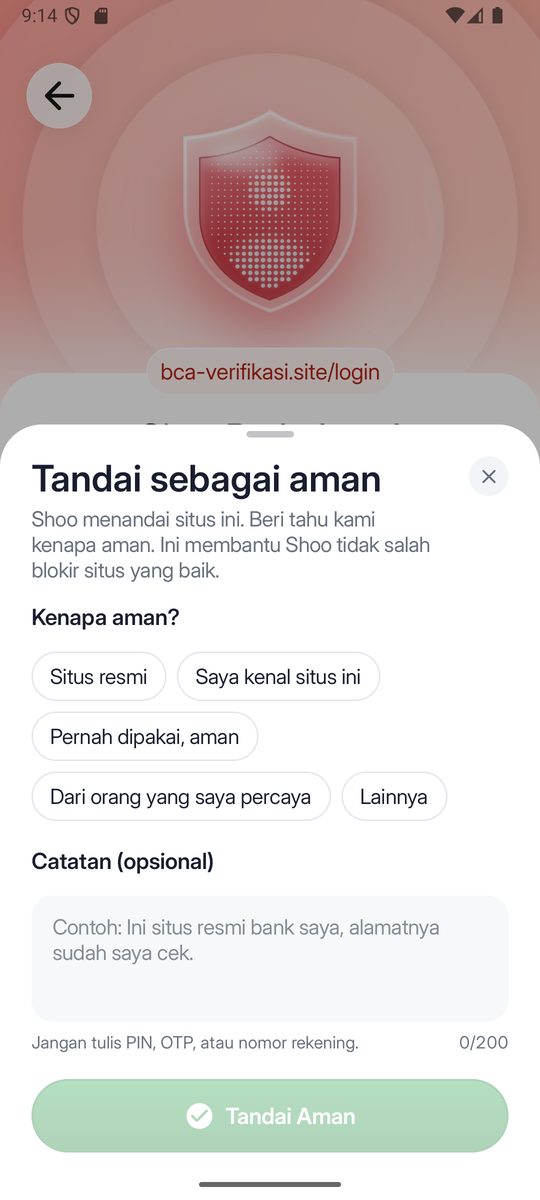 9:14
bca-verifikasi.site/login
Tandai sebagai aman
Shoo menandai situs ini. Beri tahu kami
kenapa aman. Ini membantu Shoo tidak salah
blokir situs yang baik.
Kenapa aman?
Situs resmi
Saya kenal situs ini
Pernah dipakai, aman
Dari orang yang saya percaya
Lainnya
Catatan (opsional)
Contoh: Ini situs resmi bank saya, alamatnya
sudah saya cek.
Jangan tulis PIN, OTP, atau nomor rekening.
0/200
Tandai Aman